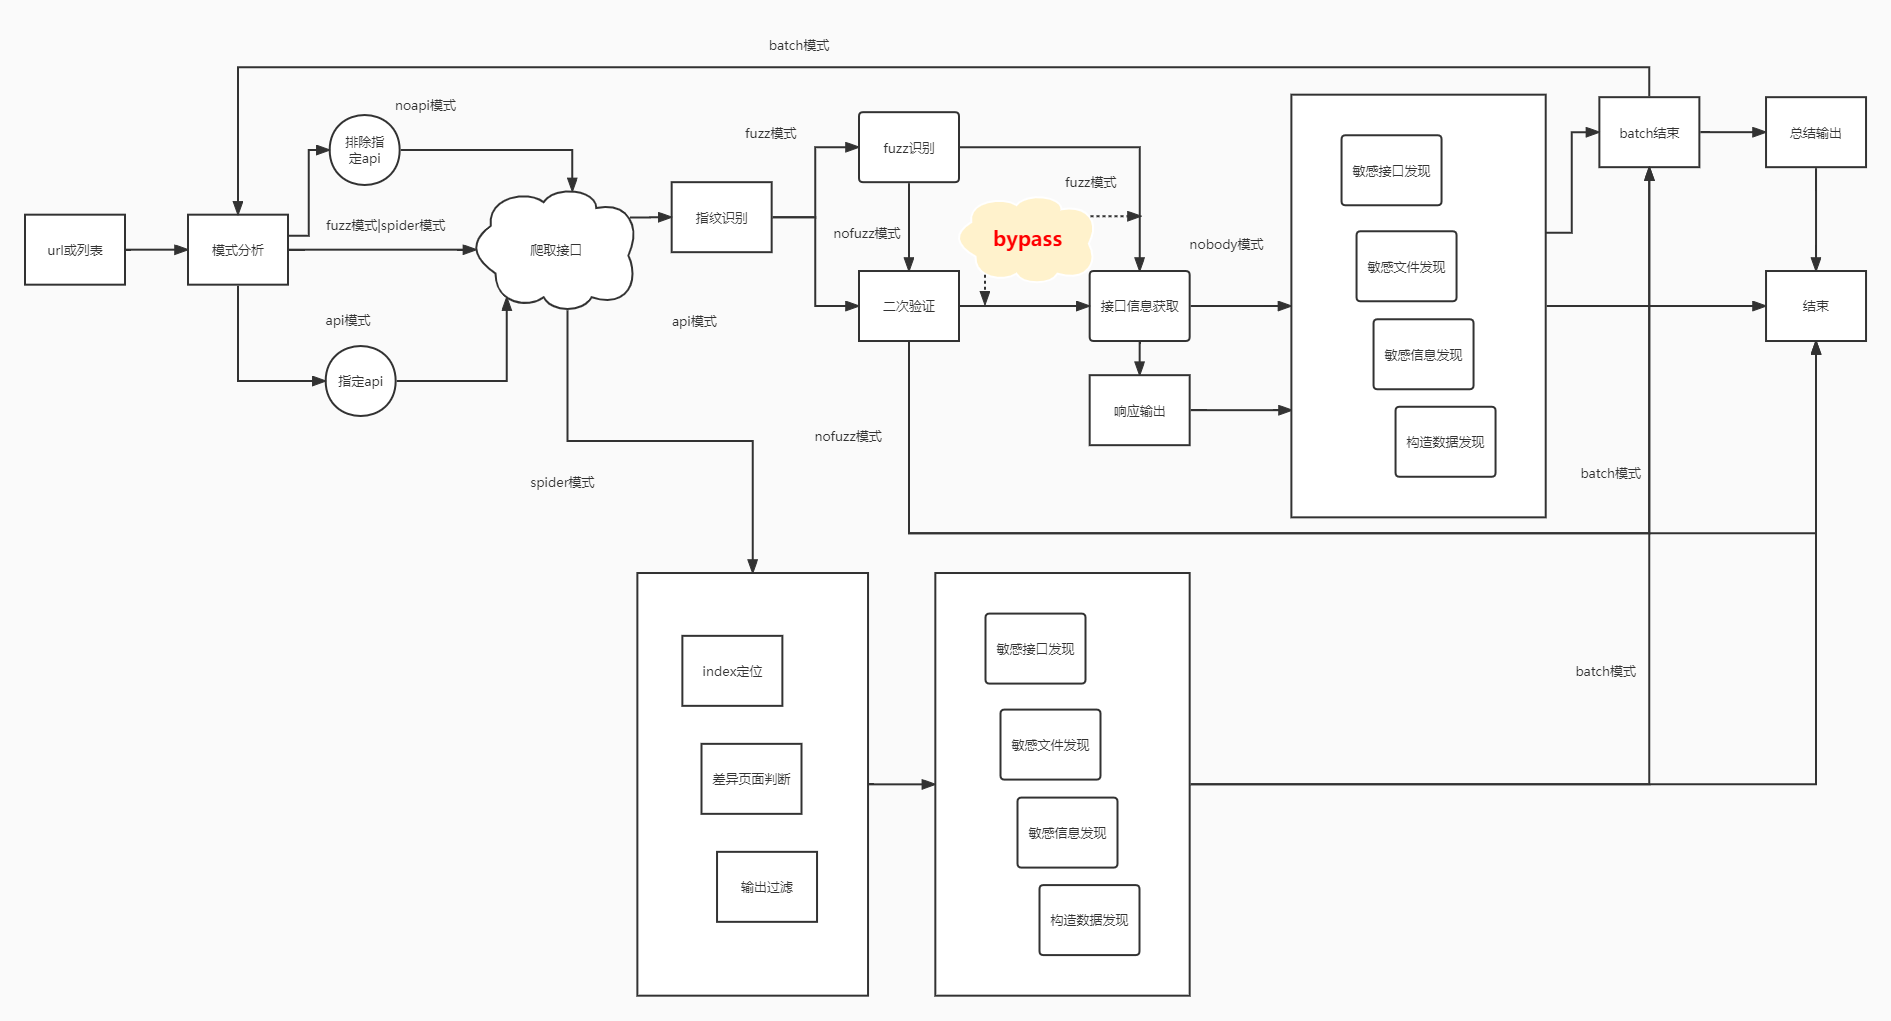 batch模式
noapi模式
排除指
定api
fuzz模式|spider模式
url或列表
模式分析
爬取接口
api模式
指定api
指纹识别
api模式
fuzz模式
fuzz识别
fuzz模式
nofuzz模式
bypass
二次验证
接口信息获取
nobody模式
响应输出
nofuzz模式
spider模式
敏感接口发现
敏感文件发现
敏感信息发现
构造数据发现
batch结束
总结输出
结束
batch模式
batch模式
index定位
差异页面判断
输出过滤
敏感接口发现
敏感文件发现
敏感信息发现
构造数据发现